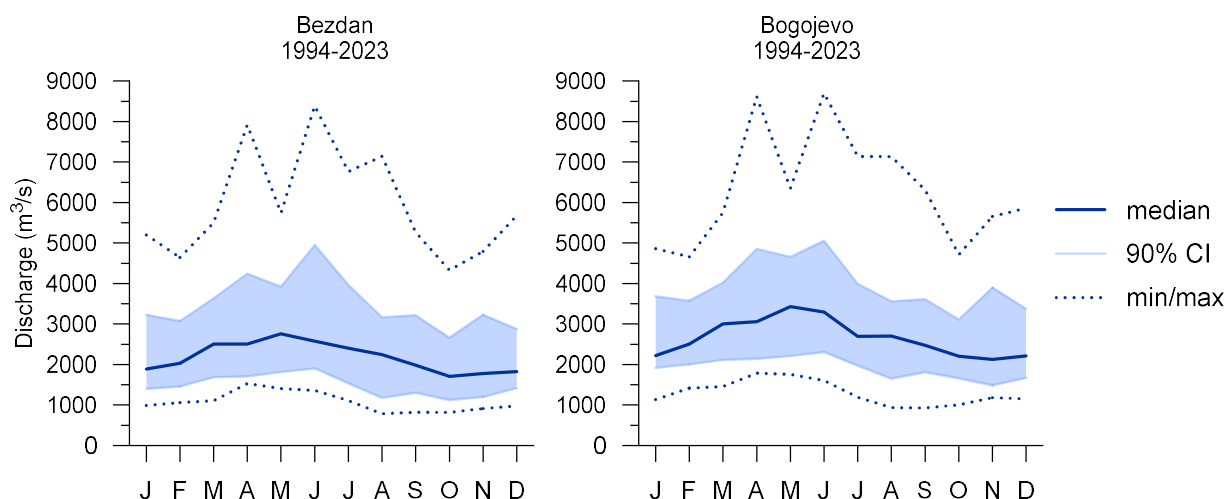 Bezdan
1994-2023
Discharge (m³/s)
9000
8000
7000
6000
5000
4000
3000
2000
1000
0
J F M A M J J A S O N D
Bogojevo
1994-2023
9000
8000
7000
6000
5000
4000
3000
2000
1000
0
J F M A M J J A S O N D
median
90% CI
min/max